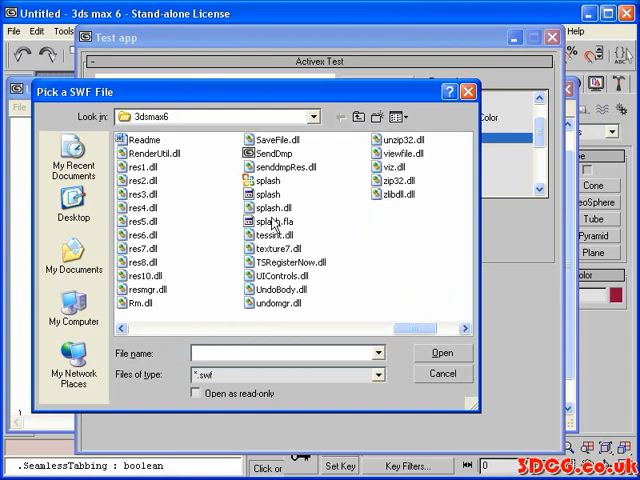 Untitled - 3ds max 6 - Stand-alone License
File Edit Tools
Test app
Activex Test
Pick a SWF File
File
Look in: 3dsmax6
Color
My Recent Documents
Desktop
My Documents
My Computer
My Network Places
Readme
RenderUtil.dll
res1.dll
res2.dll
res3.dll
res4.dll
res5.dll
res6.dll
res7.dll
res8.dll
res10.dll
resmgr.dll
Rm.dll
SaveFile.dll
SendDmp
senddmpRes.dll
splash
splash
splash.dll
splash.fla
tessint.dll
texture7.dll
TSRegisterNow.dll
UIControls.dll
UndoBody.dll
undomgr.dll
unzip32.dll
viewfile.dll
viz.dll
zip32.dll
zlibdll.dll
Cone
GeoSphere
Tube
Pyramid
Plane
olor
File name:
Open
Files of type: *.swf
Cancel
Open as read-only
.SeamlessTabbing : boolean
Click or
Set Key
Key Filters...
0
3DCG.co.uk